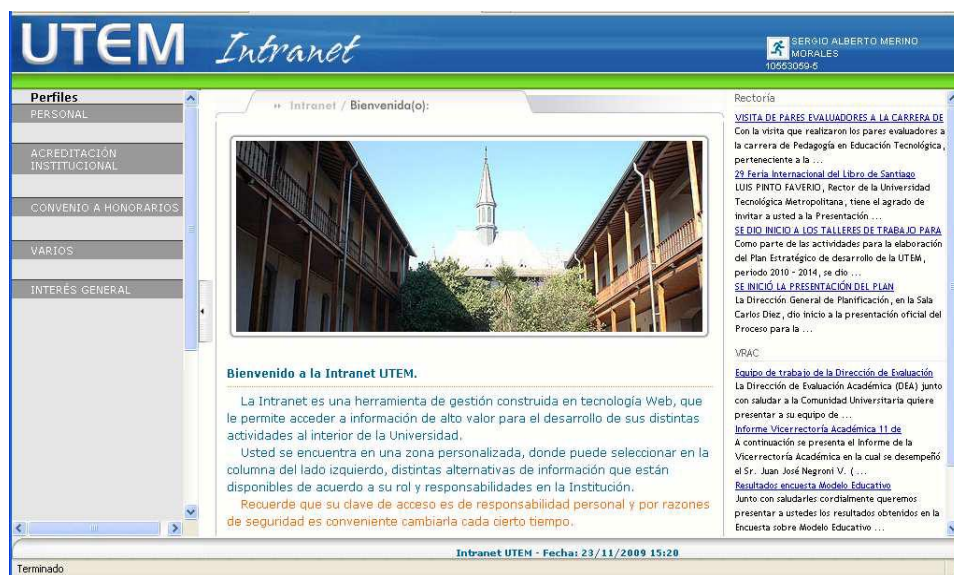 UTEM Intranet
SERGIO ALBERTO MERINO
MORALES
10553059-5
Perfiles
PERSONAL
ACREDITACIÓN
INSTITUCIONAL
CONVENIO A HONORARIOS
VARIOS
INTERÉS GENERAL
Intranet / Bienvenida(o):
Bienvenido a la Intranet UTEM.
La Intranet es una herramienta de gestión construida en tecnología Web, que
le permite acceder a información de alto valor para el desarrollo de sus distintas
actividades al interior de la Universidad.
Usted se encuentra en una zona personalizada, donde puede seleccionar en la
columna del lado izquierdo, distintas alternativas de información que están
disponibles de acuerdo a su rol y responsabilidades en la Institución.
Recuerde que su clave de acceso es de responsabilidad personal y por razones
de seguridad es conveniente cambiarla cada cierto tiempo.
Rectoría
VISITA DE PARES EVALUADORES A LA CARRERA DE
Con la visita que realizaron los pares evaluadores a
la carrera de Pedagogía en Educación Tecnológica,
perteneciente a la ...
29 Feria Internacional del Libro de Santiago
LUIS PINTO FAVERIO, Rector de la Universidad
Tecnológica Metropolitana, tiene el agrado de
invitar a usted a la Presentación ...
SE DIO INICIO A LOS TALLERES DE TRABAJO PARA
Como parte de las actividades para la elaboración
del Plan Estratégico de desarrollo de la UTEM,
periodo 2010 - 2014, se dio ...
SE INICIÓ LA PRESENTACIÓN DEL PLAN
La Dirección General de Planificación, en la Sala
Carlos Diez, dio inicio a la presentación oficial del
Proceso para la ...
VRAC
Equipo de trabajo de la Dirección de Evaluación
La Dirección de Evaluación Académica (DEA) junto
con saludar a la Comunidad Universitaria quiere
presentar a su equipo de ...
Informe Vicerrectoría Académica 11 de
A continuación se presenta el Informe de la
Vicerrectoría Académica en la cual se desempeñó
el Sr. Juan José Negroni V. ( ...
Resultados encuesta Modelo Educativo
Junto con saludarles cordialmente queremos
presentar a ustedes los resultados obtenidos en la
Encuesta sobre Modelo Educativo ...
Intranet UTEM - Fecha: 23/11/2009 15:20
Terminado